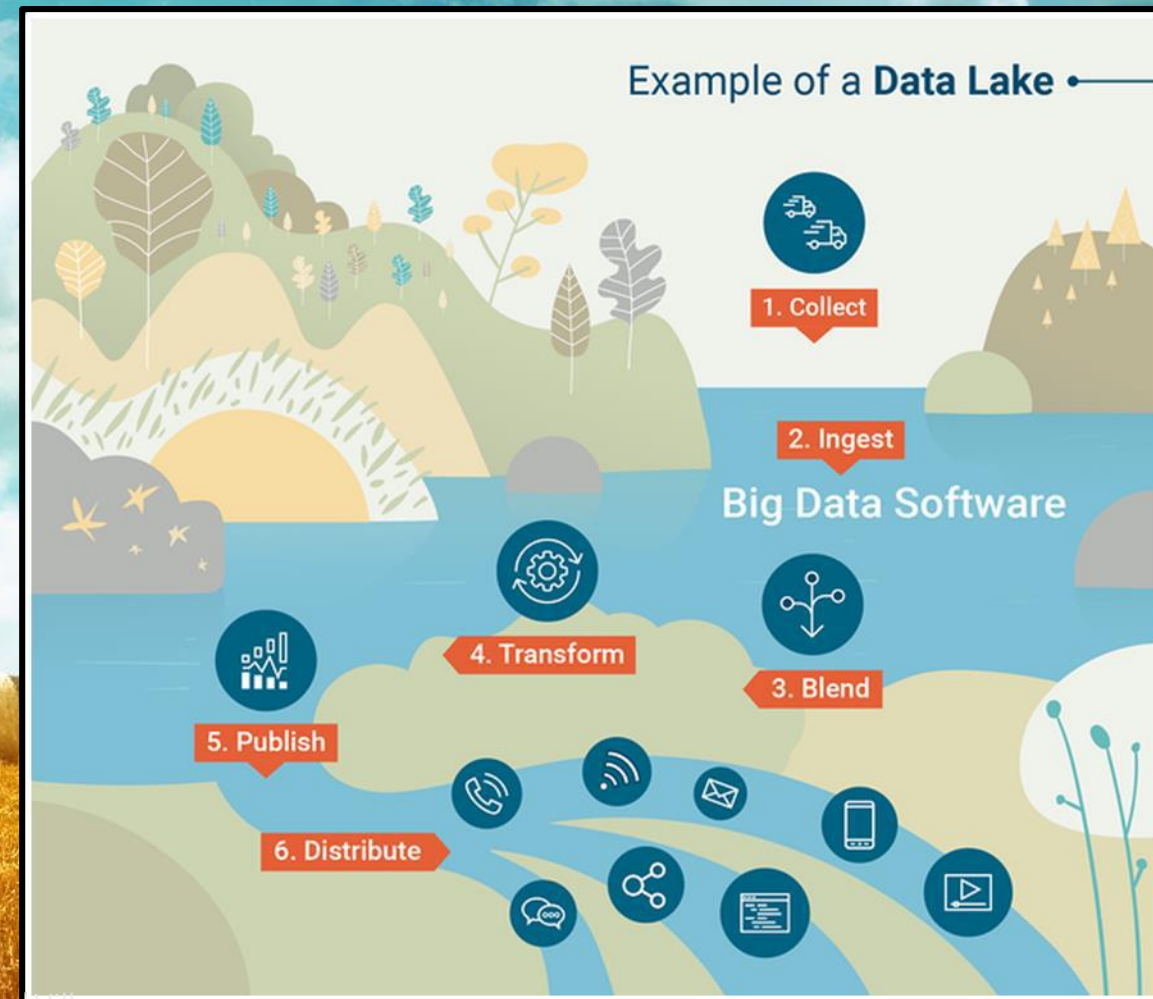 Example of a Data Lake
1. Collect
2. Ingest
Big Data Software
3. Blend
4. Transform
5. Publish
6. Distribute